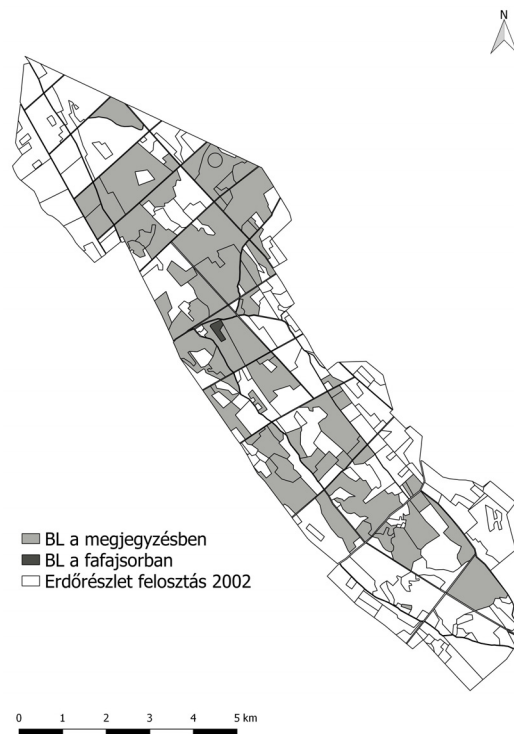 N
BL a megjegyzésben
BL a fafajsorban
Erdőrészlet felosztás 2002
0 1 2 3 4 5 km